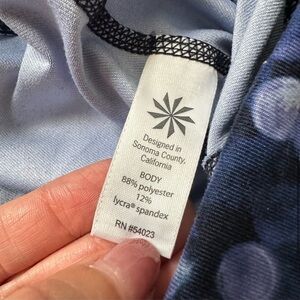 Designed in
Sonoma County,
California
BODY
88% polyester
12%
lycra® spandex
RN #54023